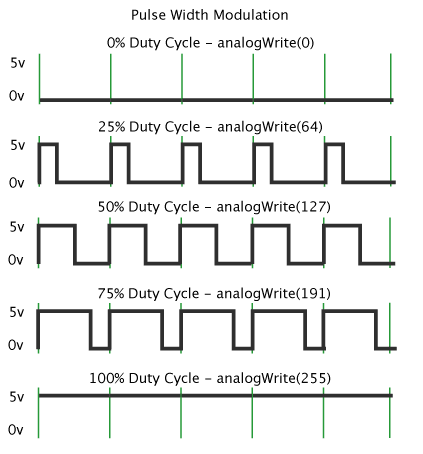 Pulse Width Modulation
0% Duty Cycle – analogWrite(0)
5v
0v
25% Duty Cycle – analogWrite(64)
5v
0v
50% Duty Cycle – analogWrite(127)
5v
0v
75% Duty Cycle – analogWrite(191)
5v
0v
100% Duty Cycle – analogWrite(255)
5v
0v